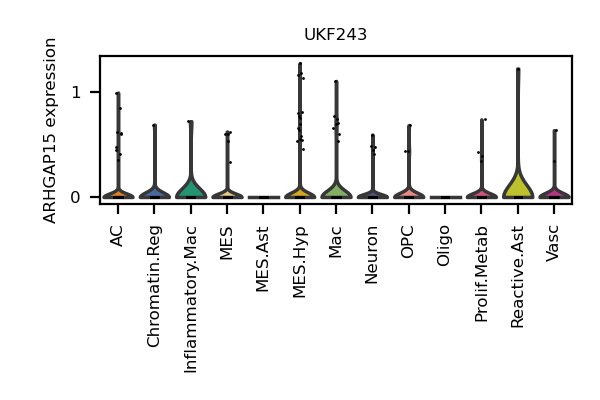 UKF243
ARHGAP15 expression
1
0
AC
Chromatin.Reg
Inflammatory.Mac
MES
MES.Ast
MES.Hyp
Mac
Neuron
OPC
Oligo
Prolif.Metab
Reactive.Ast
Vasc